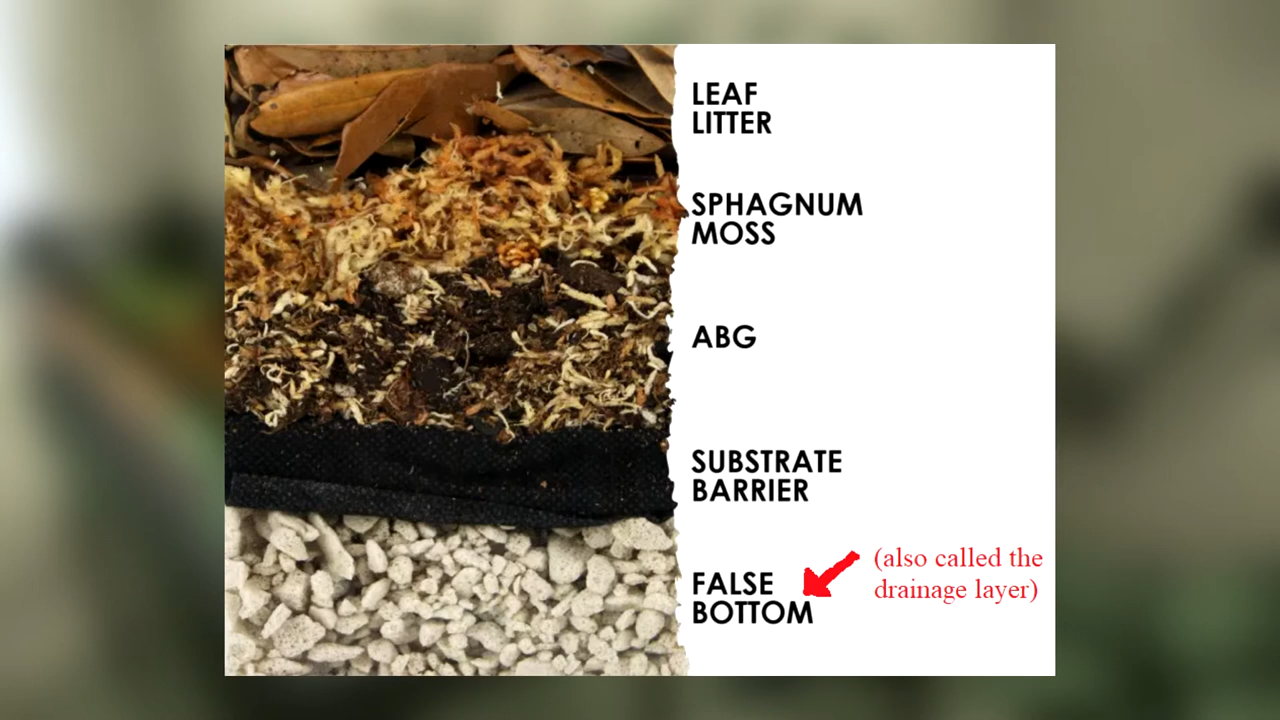 LEAF
LITTER
SPHAGNUM
MOSS
ABG
SUBSTRATE
BARRIER
FALSE
BOTTOM
(also called the
drainage layer)